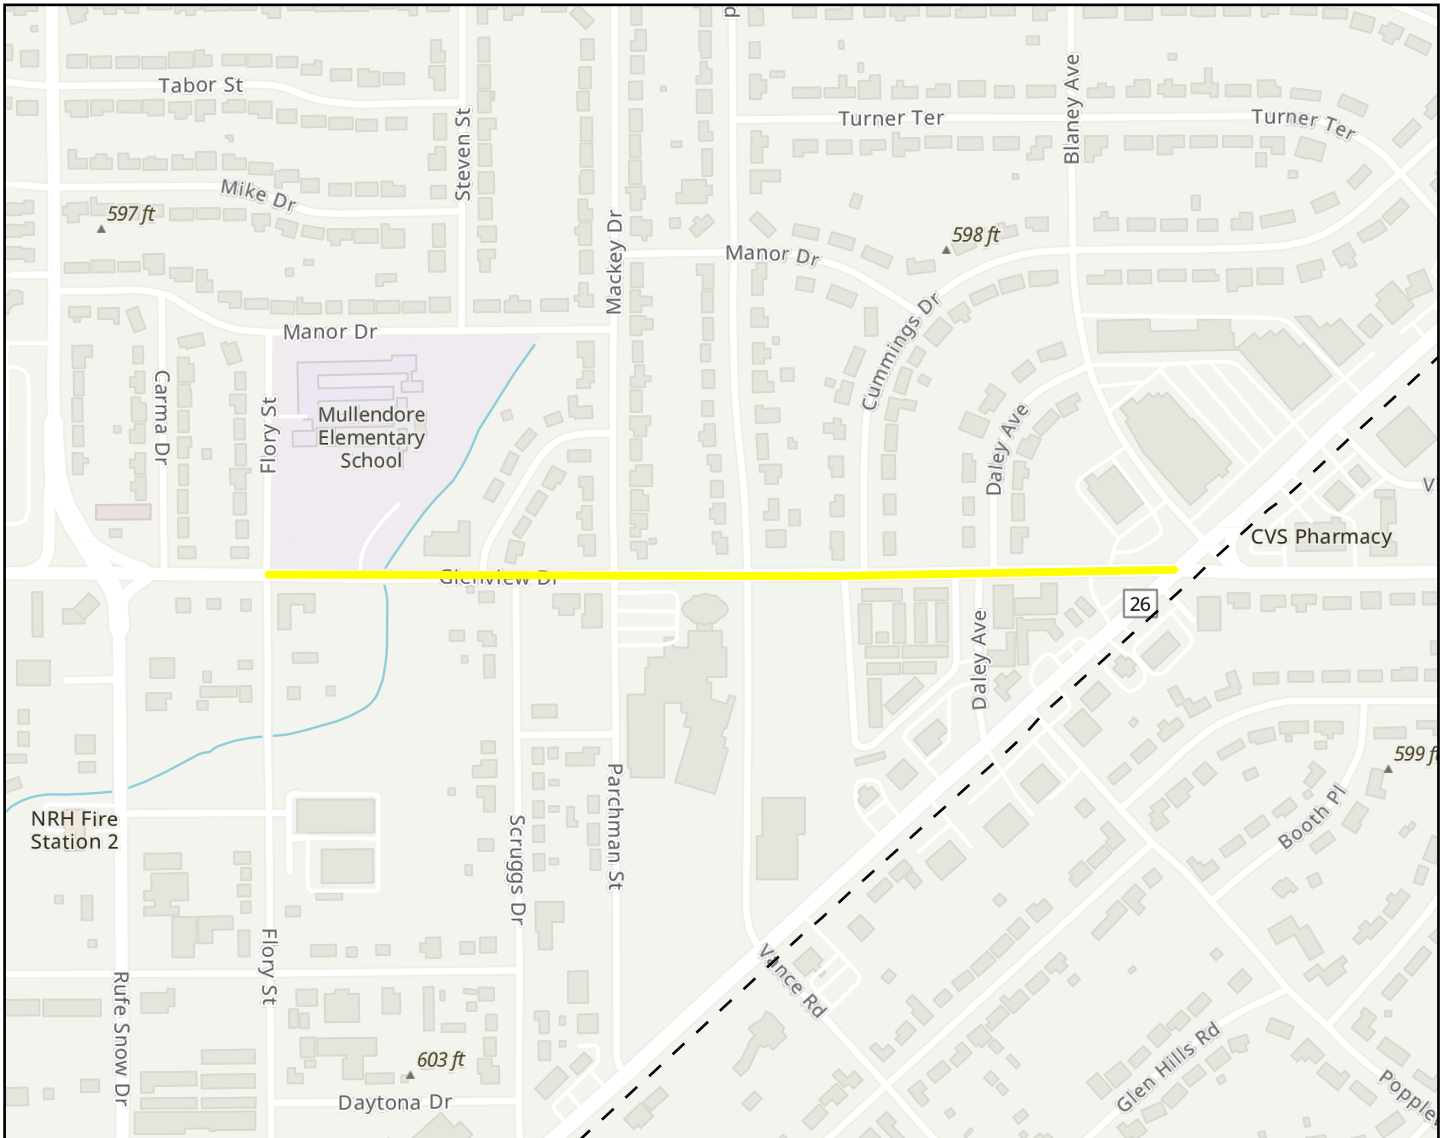 p
Tabor St
Steven St
Blaney Ave
Turner Ter
Turner Ter
Mike Dr
597 ft
Mackey Dr
Manor Dr
598 ft
Manor Dr
Cummings Dr
Carma Dr
Flory St
Mullendore
Elementary
School
Daley Ave
V
CVS Pharmacy
Glenview Dr
26
Daley Ave
599 f
NRH Fire
Station 2
Parchman St
Scruggs Dr
Booth Pl
Flory St
Rufe Snow Dr
Vance Rd
603 ft
Glen Hills Rd
Daytona Dr
Popple